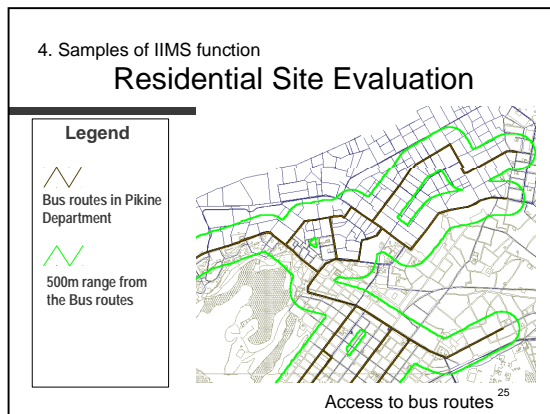 4. Samples of IIMS function
Residential Site Evaluation
Legend
Bus routes in Pikine
Department
500m range from
the Bus routes
Access to bus routes
25